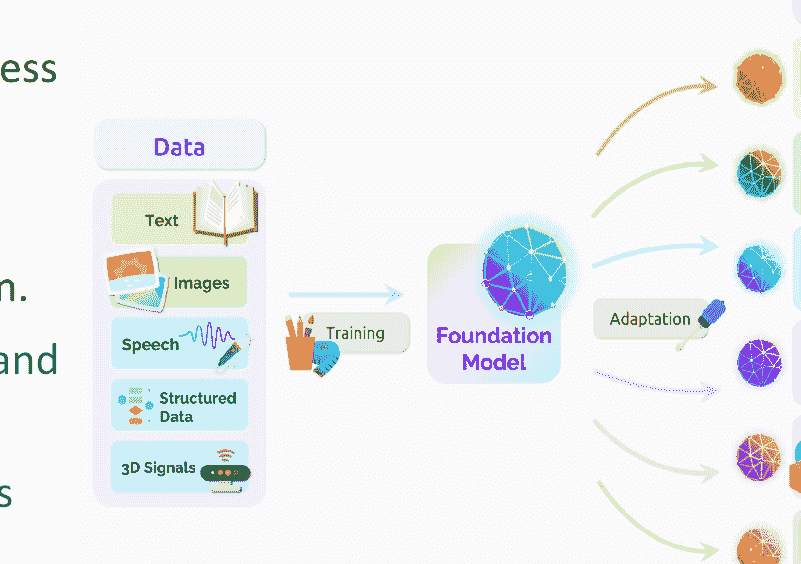 ess
n.
and
s
Data
Text
Images
Speech
Structured
Data
3D Signals
Training
Foundation
Model
Adaptation